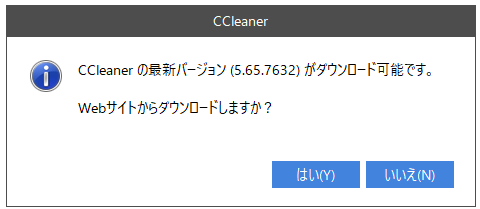 CCleaner
CCleaner の最新バージョン (5.65.7632) がダウンロード可能です。
Webサイトからダウンロードしますか？
はい(Y)
いいえ(N)